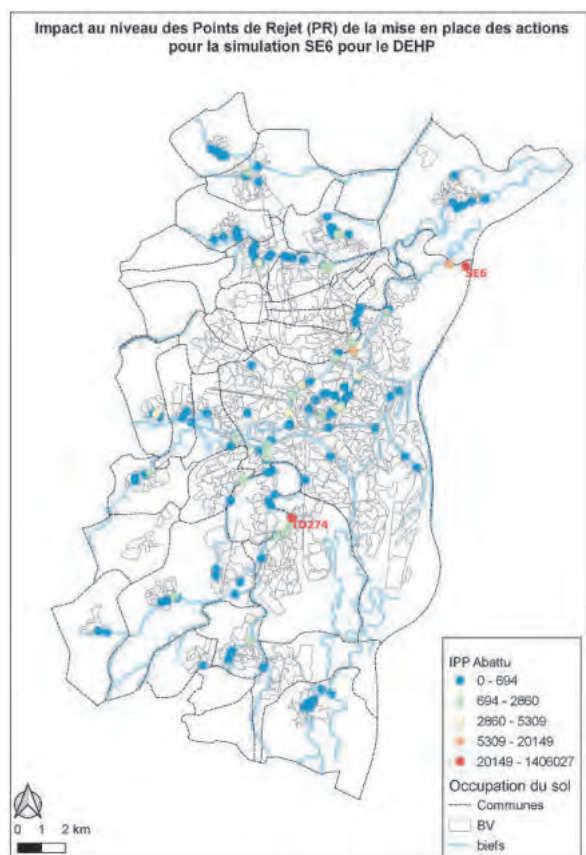 Impact au niveau des Points de Rejet (PR) de la mise en place des actions
pour la simulation SE6 pour le DEHP
SE6
TD274
IPP Abattu
0 - 694
694 - 2860
2860 - 5309
5309 - 20149
20149 - 1406027
Occupation du sol
Communes
BV
biefs
0 1 2 km